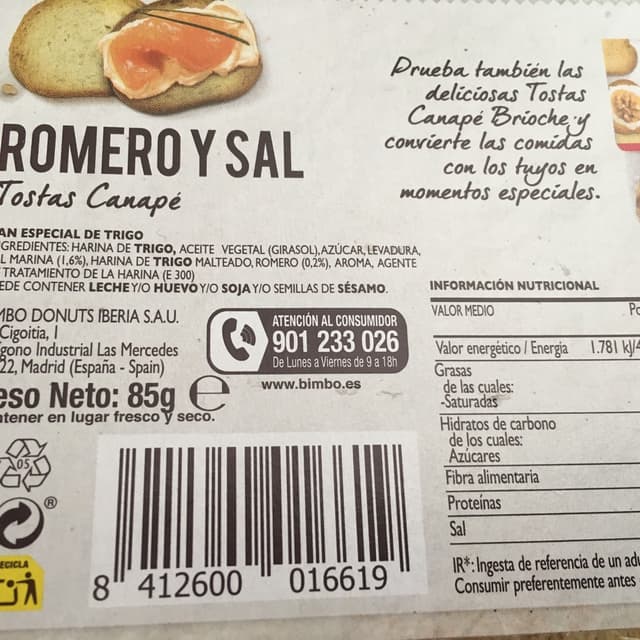 ROMERO Y SAL
Tostas Canapé
Prueba también las
deliciosas Tostas
Canapé Brioche y
convierte las comidas
con los tuyos en
momentos especiales.
AN ESPECIAL DE TRIGO
GREDIENTES: HARINA DE TRIGO, ACEITE VEGETAL (GIRASOL), AZÚCAR, LEVADURA,
L MARINA (1,6%), HARINA DE TRIGO MALTEADO, ROMERO (0,2%), AROMA, AGENTE
TRATAMIENTO DE LA HARINA (E 300)
EDE CONTENER LECHE Y/O HUEVO Y/O SOJA Y/O SEMILLAS DE SÉSAMO.
MBO DONUTS IBERIA S.A.U.
Cigoitia, 1
gono Industrial Las Mercedes
22, Madrid (España - Spain)
ATENCIÓN AL CONSUMIDOR
901 233 026
De Lunes a Viernes de 9 a 18h
www.bimbo.es
eso Neto: 85g e
ntener en lugar fresco y seco.
05
®
ECICLA
8 412600 016619
INFORMACIÓN NUTRICIONAL
VALOR MEDIO Po
Valor energético / Energia 1.781 kJ/4
Grasas
de las cuales:
-Saturadas
Hidratos de carbono
de los cuales:
Azúcares
Fibra alimentaria
Proteínas
Sal
IR*: Ingesta de referencia de un adu
Consumir preferentemente antes